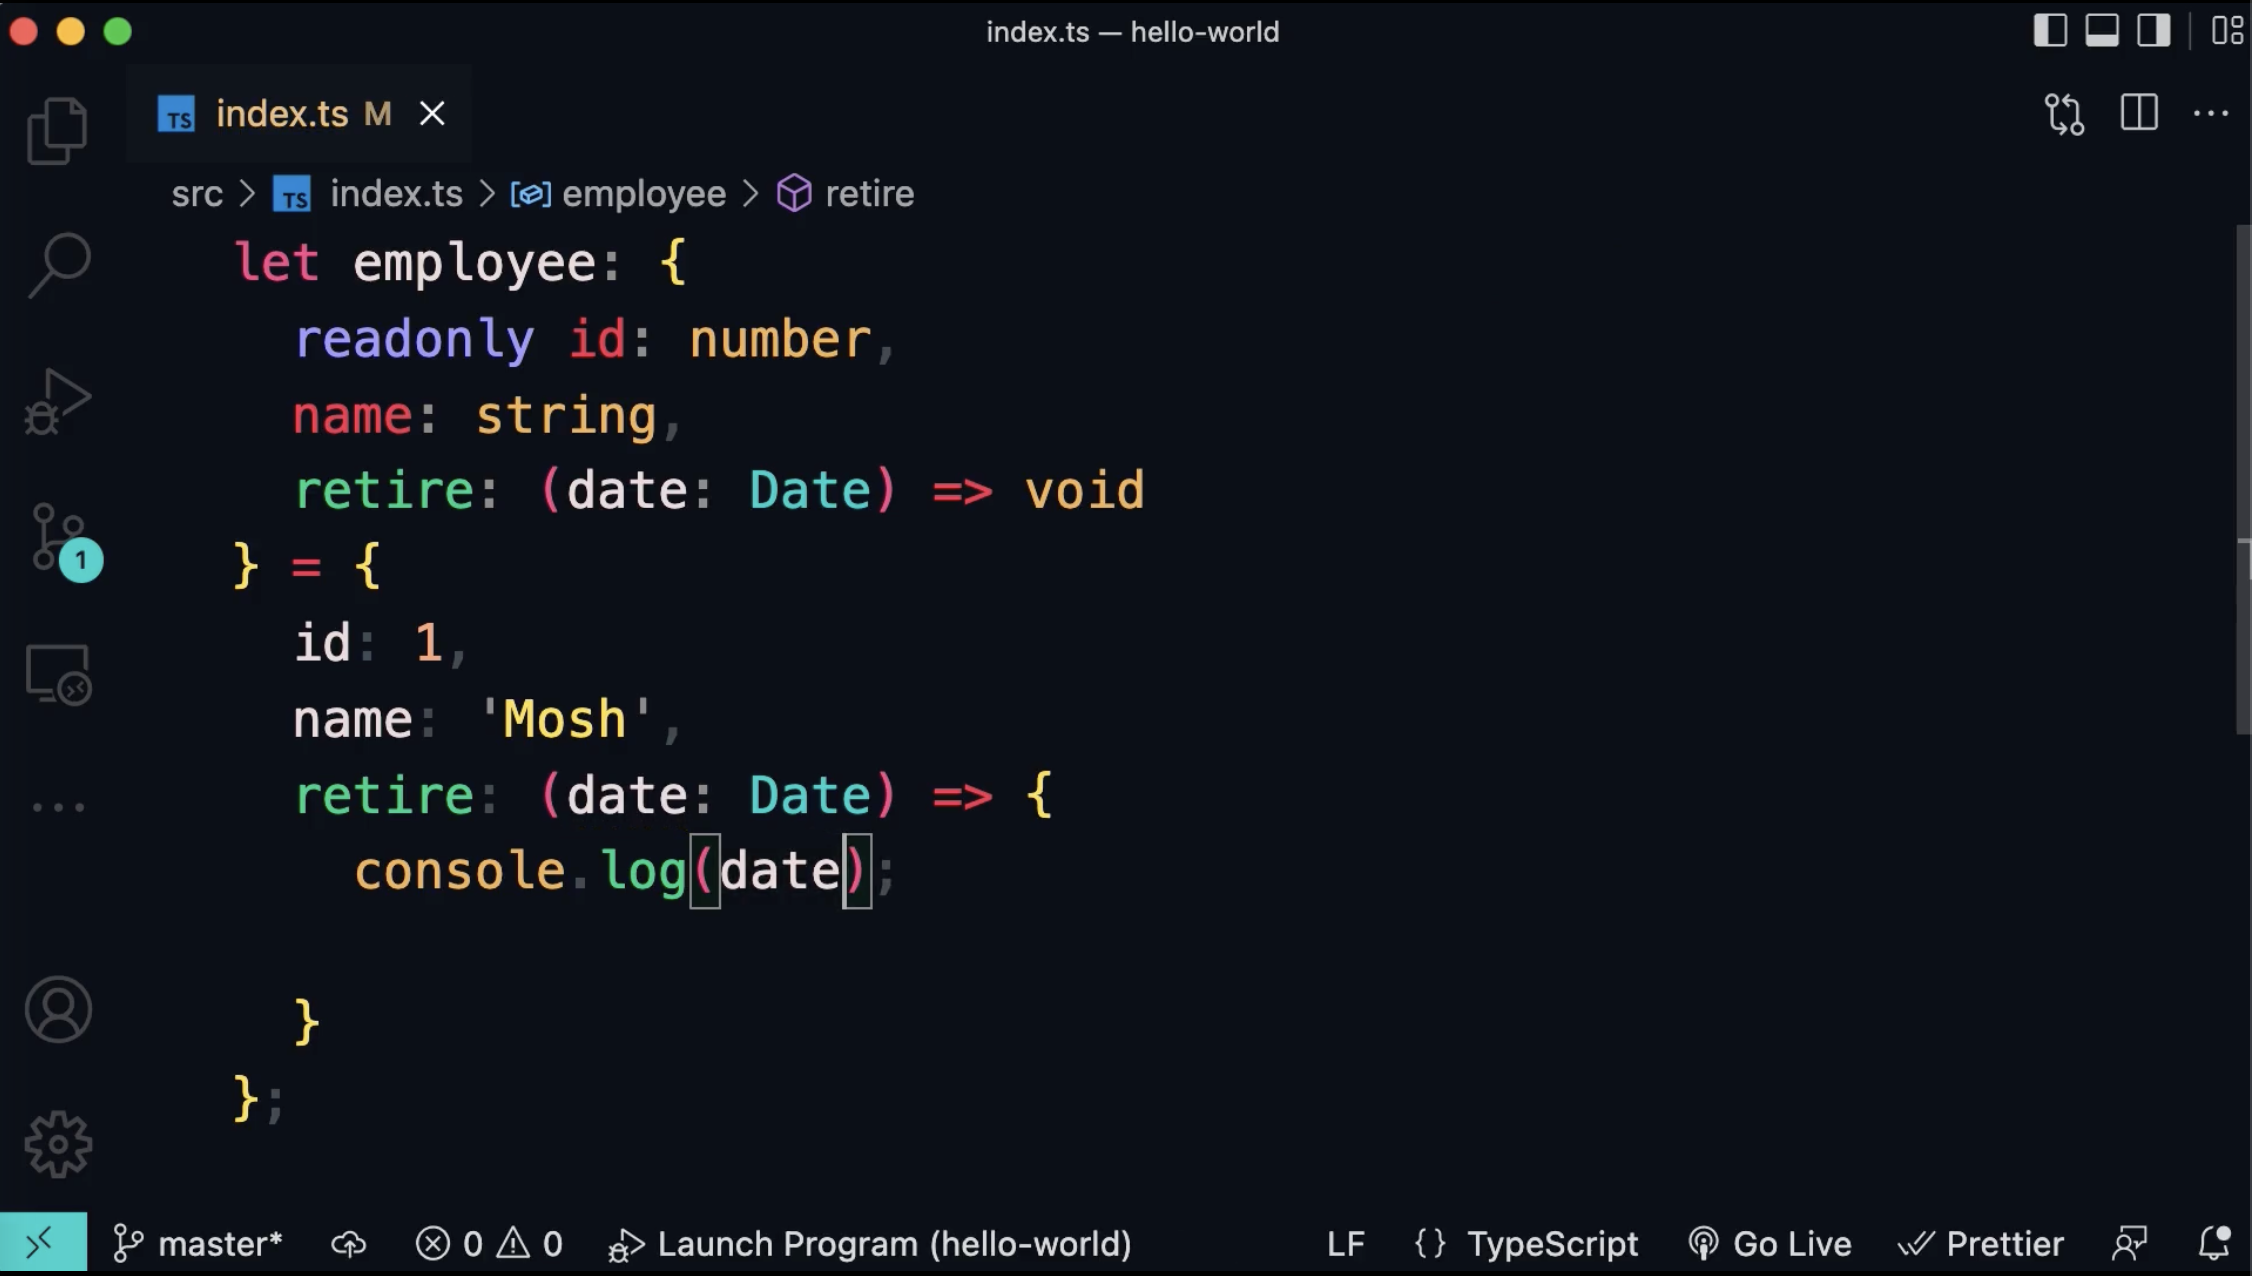 index.ts — hello-world
TS index.ts M
src > TS index.ts > employee > retire
let employee: {
  readonly id: number,
  name: string,
  retire: (date: Date) => void
} = {
  id: 1,
  name: 'Mosh',
  retire: (date: Date) => {
    console.log(date);
  }
};
1
master* 0 0 Launch Program (hello-world) LF {} TypeScript Go Live Prettier